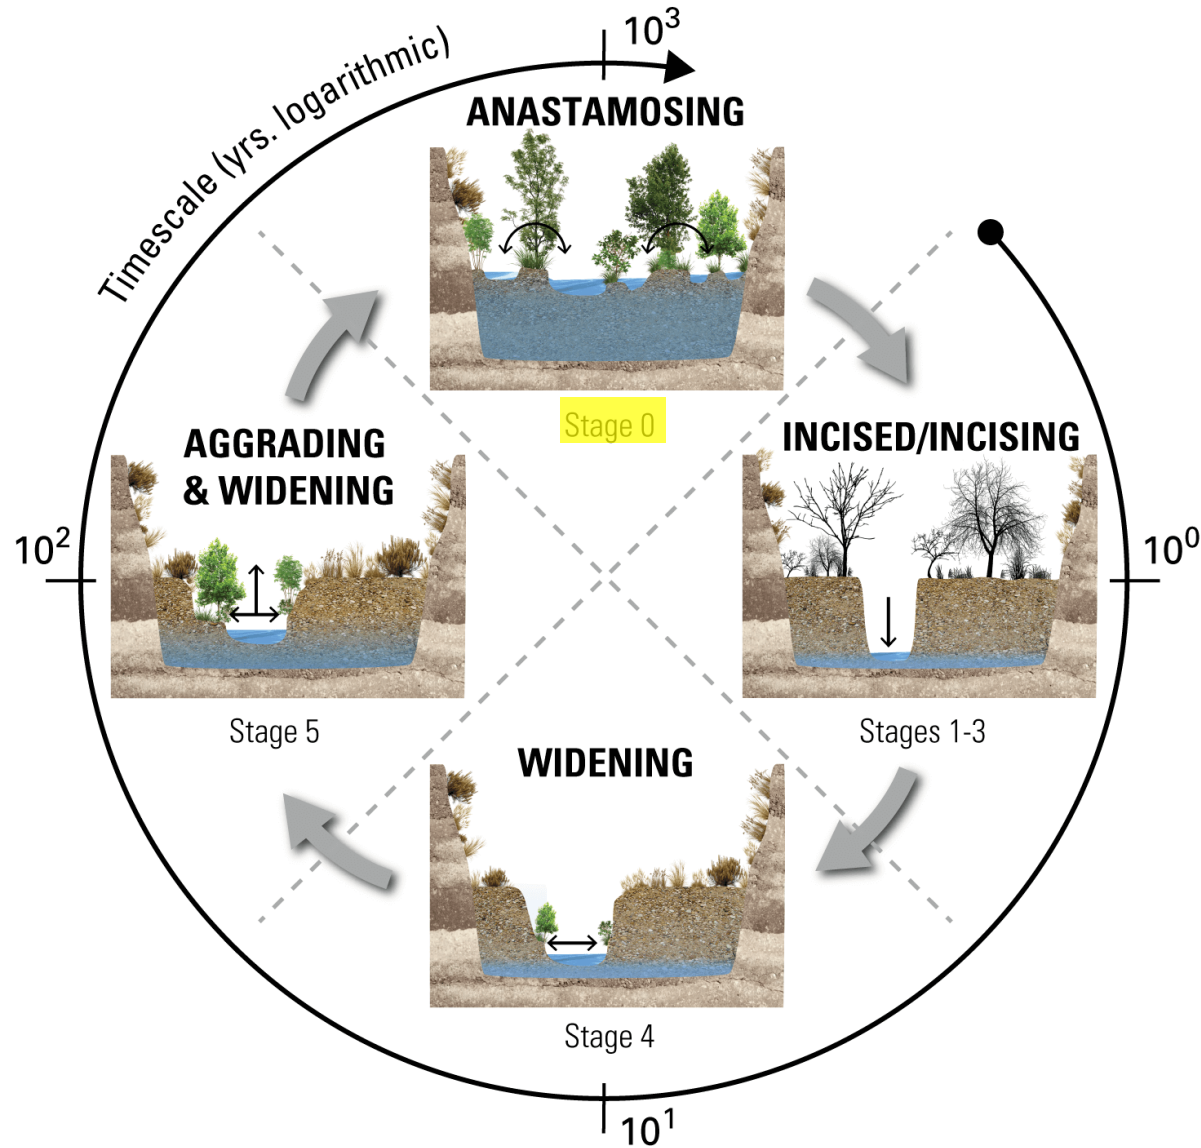 10³
Timescale (yrs. logarithmic)
ANASTAMOSING
Stage 0
INCISED/INCISING
Stages 1-3
10⁰
WIDENING
Stage 4
10¹
AGGRADING
& WIDENING
Stage 5
10²